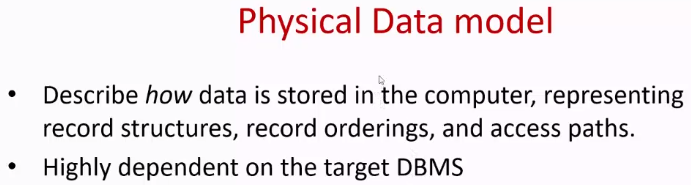 Physical Data model
• Describe how data is stored in the computer, representing
record structures, record orderings, and access paths.
• Highly dependent on the target DBMS